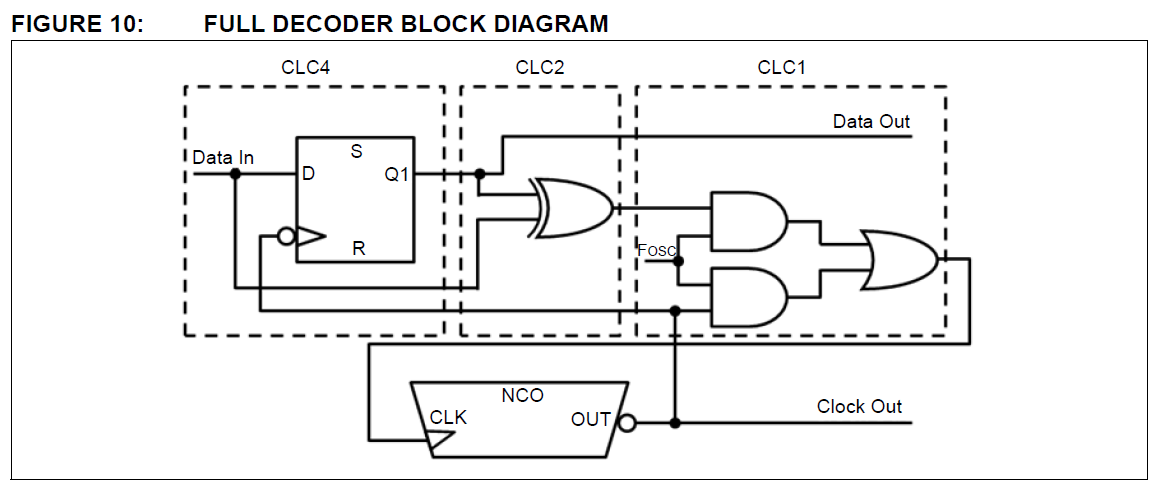 FIGURE 10: FULL DECODER BLOCK DIAGRAM
CLC4 CLC2 CLC1
Data Out
Data In
S
D Q1
R
Fosc
NCO
CLK OUT
Clock Out